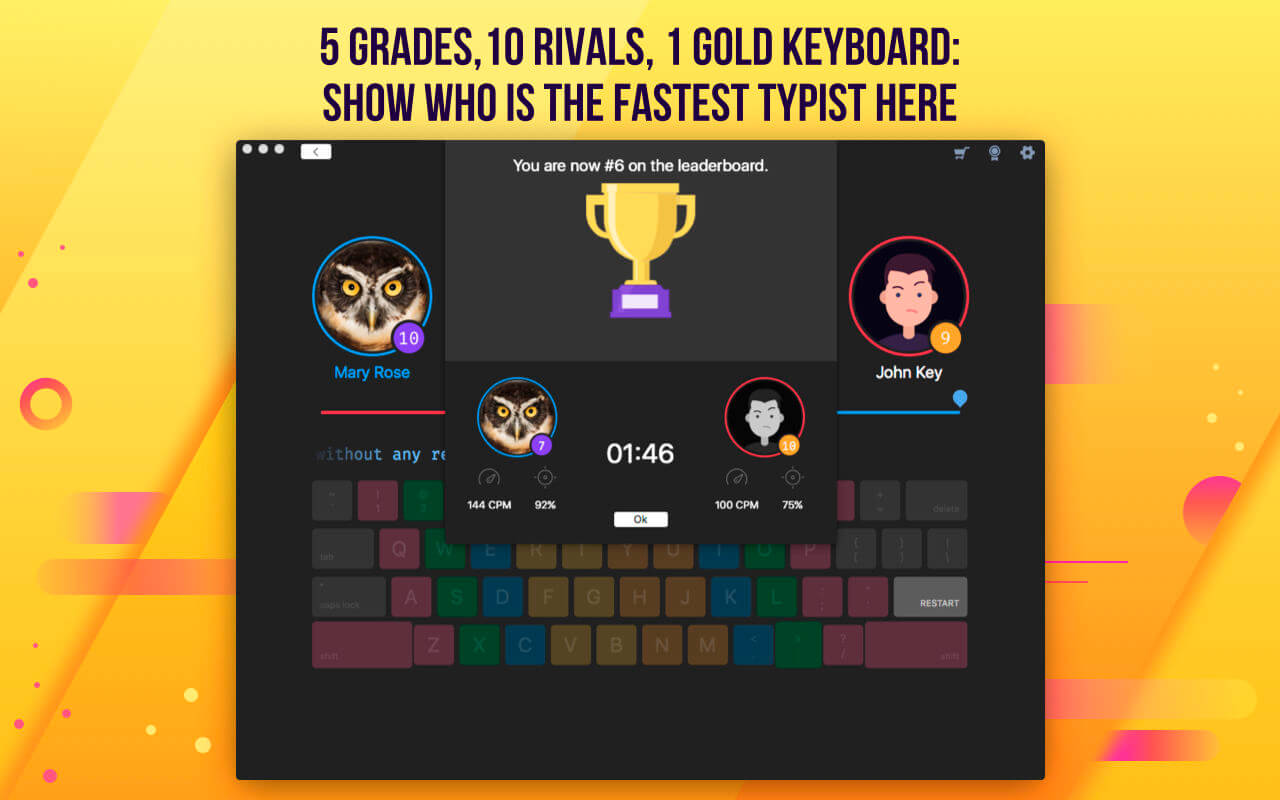 5 GRADES, 10 RIVALS, 1 GOLD KEYBOARD:
SHOW WHO IS THE FASTEST TYPIST HERE
You are now #6 on the leaderboard.
10
9
Mary Rose
John Key
7
10
01:46
without any re
144 CPM 92% 100 CPM 75%
Ok
! 1 @ delete
tab Q W E R T Y U I O P { [ } ]
caps lock A S D F G H J K L : ; RESTART
shift Z X C V B N M < , > ? / shift